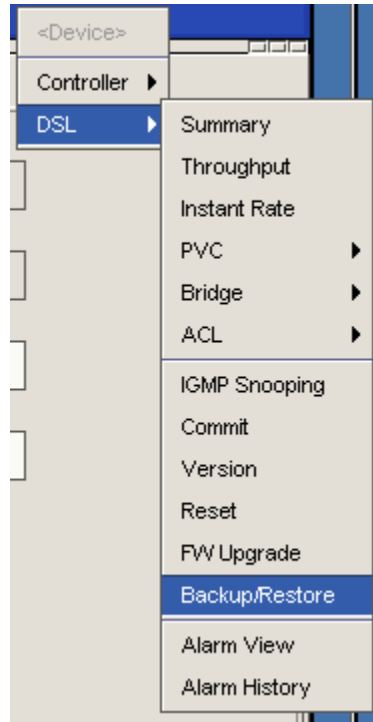 <Device>
Controller
DSL
Summary
Throughput
Instant Rate
PVC
Bridge
ACL
IGMP Snooping
Commit
Version
Reset
FW Upgrade
Backup/Restore
Alarm View
Alarm History